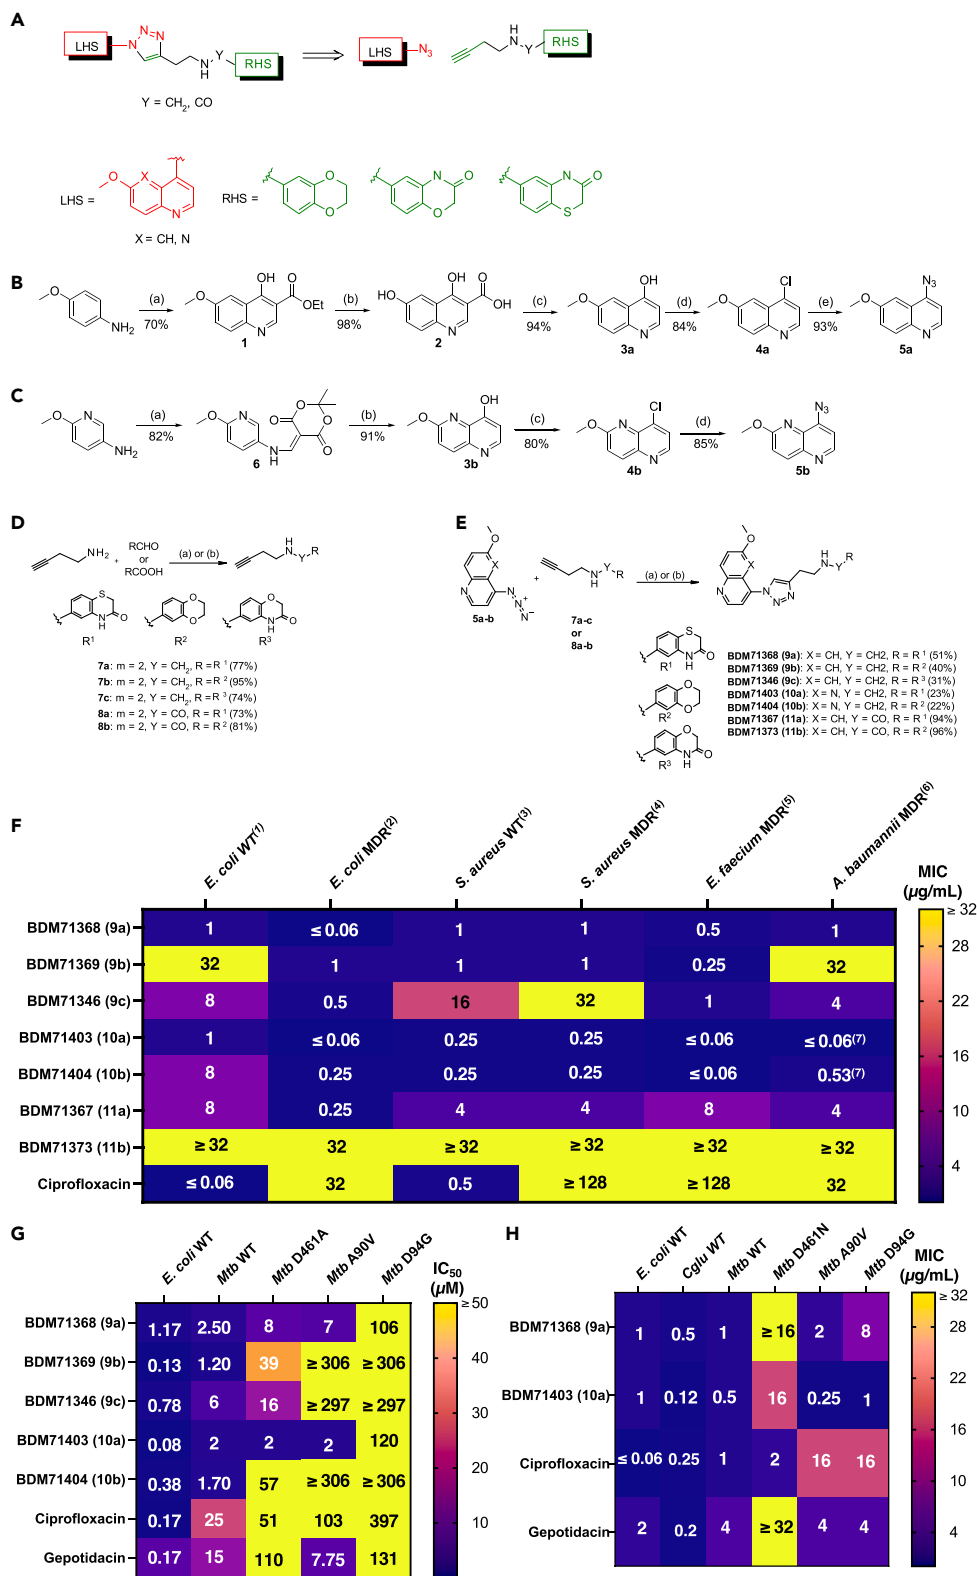 A
LHS
N N
N
N
H
Y
RHS
LHS
N3
H
N
Y
RHS
Y = CH2, CO
LHS =
O
X
N
X = CH, N
RHS =
O
O
H
N
O
O
H
N
O
S
B
O
NH2
(a)
70%
O
OH
O
OEt
N
1
(b)
98%
HO
OH
O
OH
N
2
(c)
94%
O
OH
N
3a
(d)
84%
O
Cl
N
4a
(e)
93%
O
N3
N
5a
C
O
N
NH2
(a)
82%
O
N
N
H
O
O
O
O
6
(b)
91%
O
N
OH
N
3b
(c)
80%
O
N
Cl
N
4b
(d)
85%
O
N
N3
N
5b
D
NH2
+
RCHO
or
RCOOH
(a) or (b)
H
N
Y
R
S
N
H
O
R1
O
O
R2
O
N
H
O
R3
7a: m = 2, Y = CH2, R = R1 (77%)
7b: m = 2, Y = CH2, R = R2 (95%)
7c: m = 2, Y = CH2, R = R3 (74%)
8a: m = 2, Y = CO, R = R1 (73%)
8b: m = 2, Y = CO, R = R2 (81%)
E
O
X
N
N
N+
N−
5a-b
+
H
N
Y
R
7a-c
or
8a-b
(a) or (b)
O
X
N
N
N
N
H
N
Y
R
S
N
H
O
R1
O
O
R2
O
N
H
O
R3
BDM71368 (9a): X = CH, Y = CH2, R = R1 (51%)
BDM71369 (9b): X = CH, Y = CH2, R = R2 (40%)
BDM71346 (9c): X = CH, Y = CH2, R = R3 (31%)
BDM71403 (10a): X = N, Y = CH2, R = R1 (23%)
BDM71404 (10b): X = N, Y = CH2, R = R2 (22%)
BDM71367 (11a): X = CH, Y = CO, R = R1 (94%)
BDM71373 (11b): X = CH, Y = CO, R = R2 (96%)
F
E. coli WT(1)
E. coli MDR(2)
S. aureus WT(3)
S. aureus MDR(4)
E. faecium MDR(5)
A. baumannii MDR(6)
MIC
(µg/mL)
BDM71368 (9a) 1 ≤ 0.06 1 1 0.5 1
BDM71369 (9b) 32 1 1 1 0.25 32
BDM71346 (9c) 8 0.5 16 32 1 4
BDM71403 (10a) 1 ≤ 0.06 0.25 0.25 ≤ 0.06 ≤ 0.06(7)
BDM71404 (10b) 8 0.25 0.25 0.25 ≤ 0.06 0.53(7)
BDM71367 (11a) 8 0.25 4 4 8 4
BDM71373 (11b) ≥ 32 32 ≥ 32 ≥ 32 ≥ 32 ≥ 32
Ciprofloxacin ≤ 0.06 32 0.5 ≥ 128 ≥ 128 32
≥ 32
28
22
16
10
4
G
E. coli WT
Mtb WT
Mtb D461A
Mtb A90V
Mtb D94G
IC50
(µM)
BDM71368 (9a) 1.17 2.50 8 7 106
BDM71369 (9b) 0.13 1.20 39 ≥ 306 ≥ 306
BDM71346 (9c) 0.78 6 16 ≥ 297 ≥ 297
BDM71403 (10a) 0.08 2 2 2 120
BDM71404 (10b) 0.38 1.70 57 ≥ 306 ≥ 306
Ciprofloxacin 0.17 25 51 103 397
Gepotidacin 0.17 15 110 7.75 131
≥ 50
40
30
20
10
H
E. coli WT
Cglu WT
Mtb WT
Mtb D461N
Mtb A90V
Mtb D94G
MIC
(µg/mL)
BDM71368 (9a) 1 0.5 1 ≥ 16 2 8
BDM71403 (10a) 1 0.12 0.5 16 0.25 1
Ciprofloxacin ≤ 0.06 0.25 1 2 16 16
Gepotidacin 2 0.2 4 ≥ 32 4 4
≥ 32
28
22
16
10
4